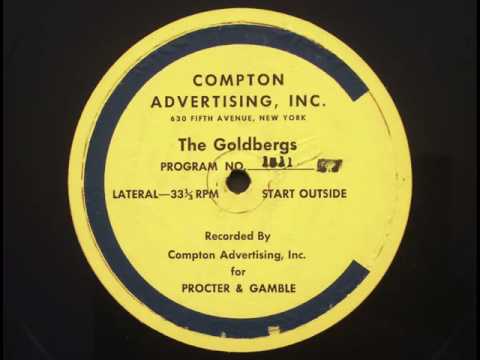 COMPTON
ADVERTISING, INC.
630 FIFTH AVENUE, NEW YORK
The Goldbergs
PROGRAM NO.
LATERAL—33⅓ RPM START OUTSIDE
Recorded By
Compton Advertising, Inc.
for
PROCTER & GAMBLE